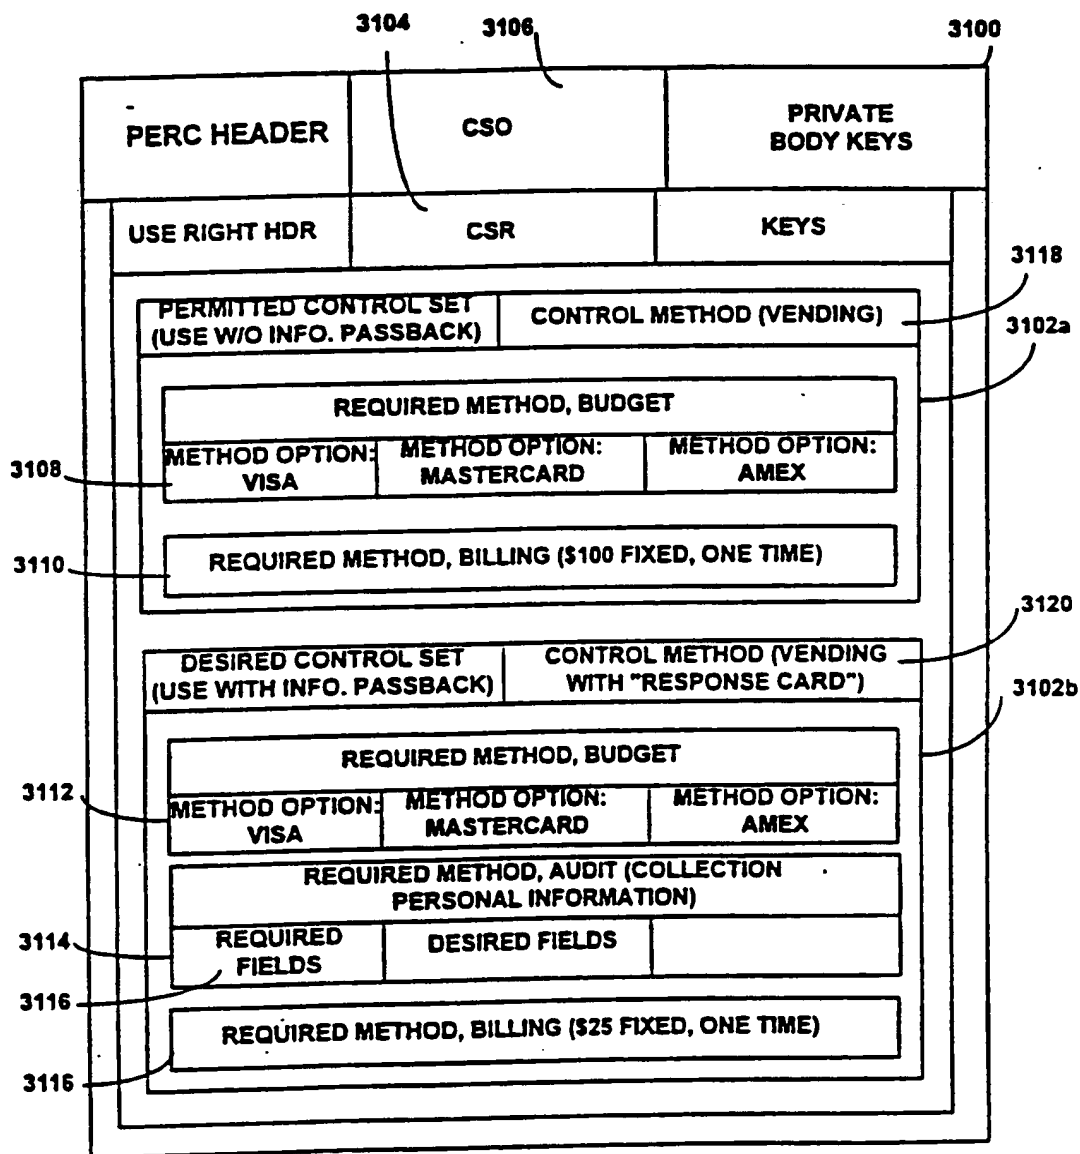 3104
3106
3100
PERC HEADER
CSO
PRIVATE
BODY KEYS
USE RIGHT HDR
CSR
KEYS
3118
PERMITTED CONTROL SET
(USE W/O INFO. PASSBACK)
CONTROL METHOD (VENDING)
3102a
REQUIRED METHOD, BUDGET
3108
METHOD OPTION:
VISA
METHOD OPTION:
MASTERCARD
METHOD OPTION:
AMEX
3110
REQUIRED METHOD, BILLING ($100 FIXED, ONE TIME)
3120
DESIRED CONTROL SET
(USE WITH INFO. PASSBACK)
CONTROL METHOD (VENDING
WITH "RESPONSE CARD")
3102b
REQUIRED METHOD, BUDGET
3112
METHOD OPTION:
VISA
METHOD OPTION:
MASTERCARD
METHOD OPTION:
AMEX
REQUIRED METHOD, AUDIT (COLLECTION
PERSONAL INFORMATION)
3114
REQUIRED
FIELDS
DESIRED FIELDS
3116
REQUIRED METHOD, BILLING ($25 FIXED, ONE TIME)
3116